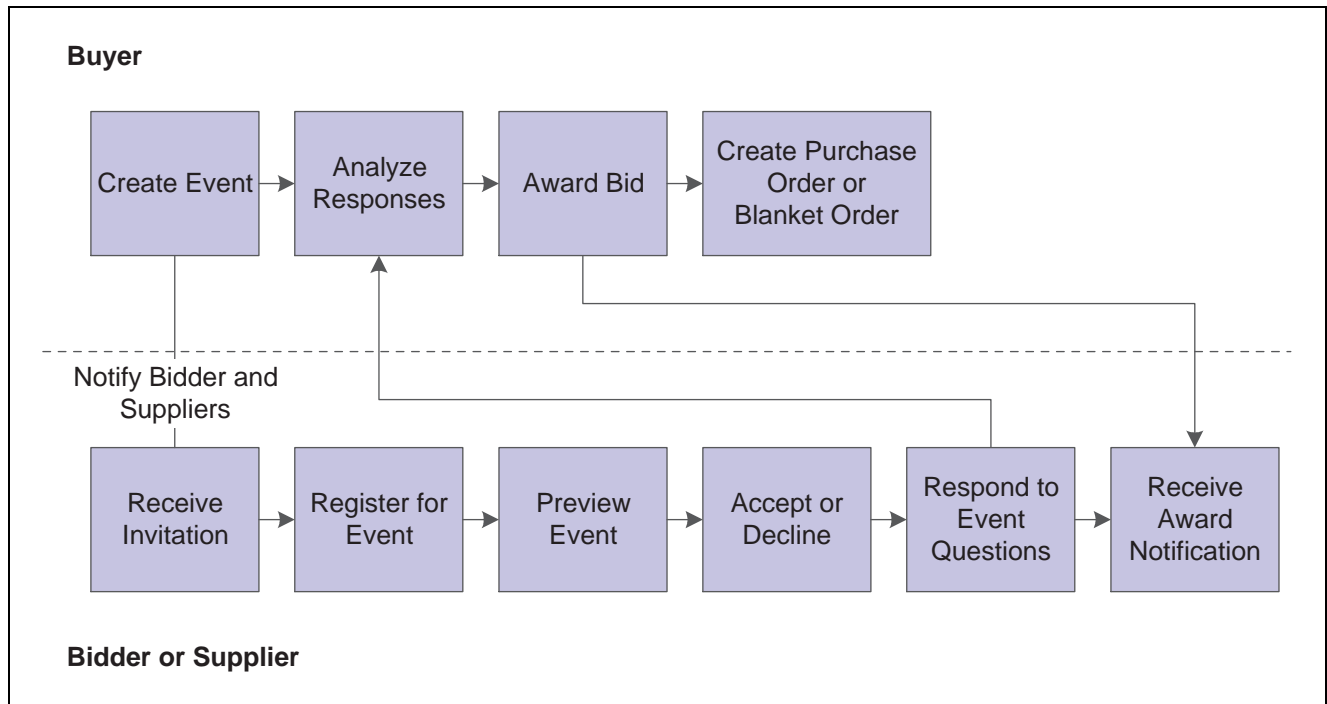 Buyer
Create Event
Analyze
Responses
Award Bid
Create Purchase
Order or
Blanket Order
Notify Bidder and
Suppliers
Receive
Invitation
Register for
Event
Preview
Event
Accept or
Decline
Respond to
Event
Questions
Receive
Award
Notification
Bidder or Supplier